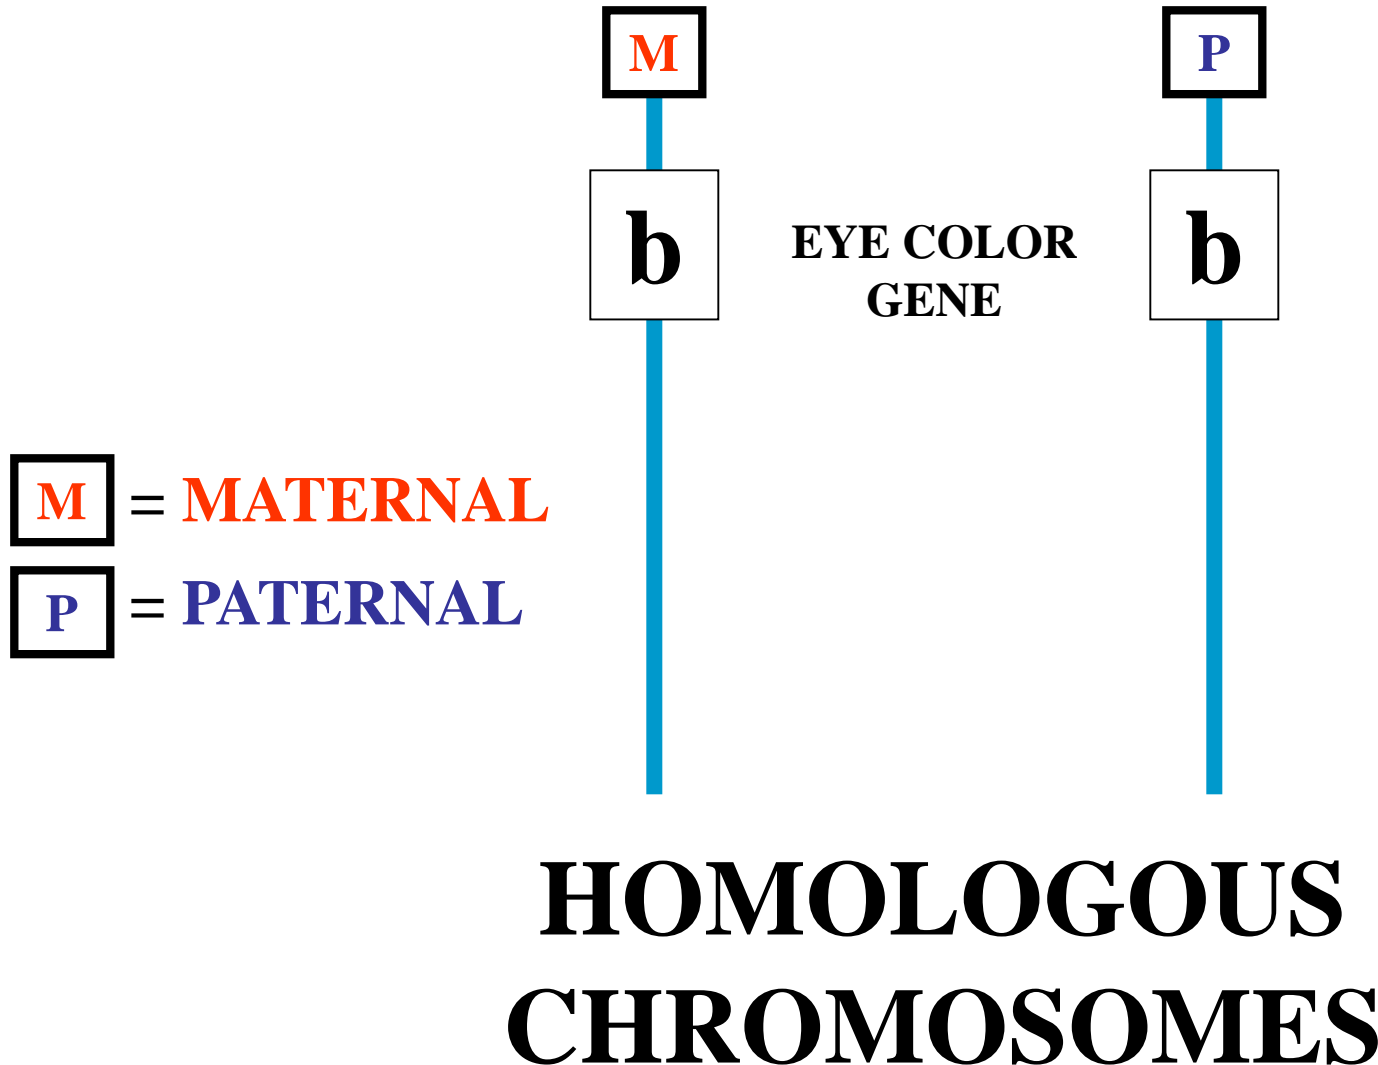 M P
b b
EYE COLOR
GENE
M = MATERNAL
P = PATERNAL
HOMOLOGOUS
CHROMOSOMES